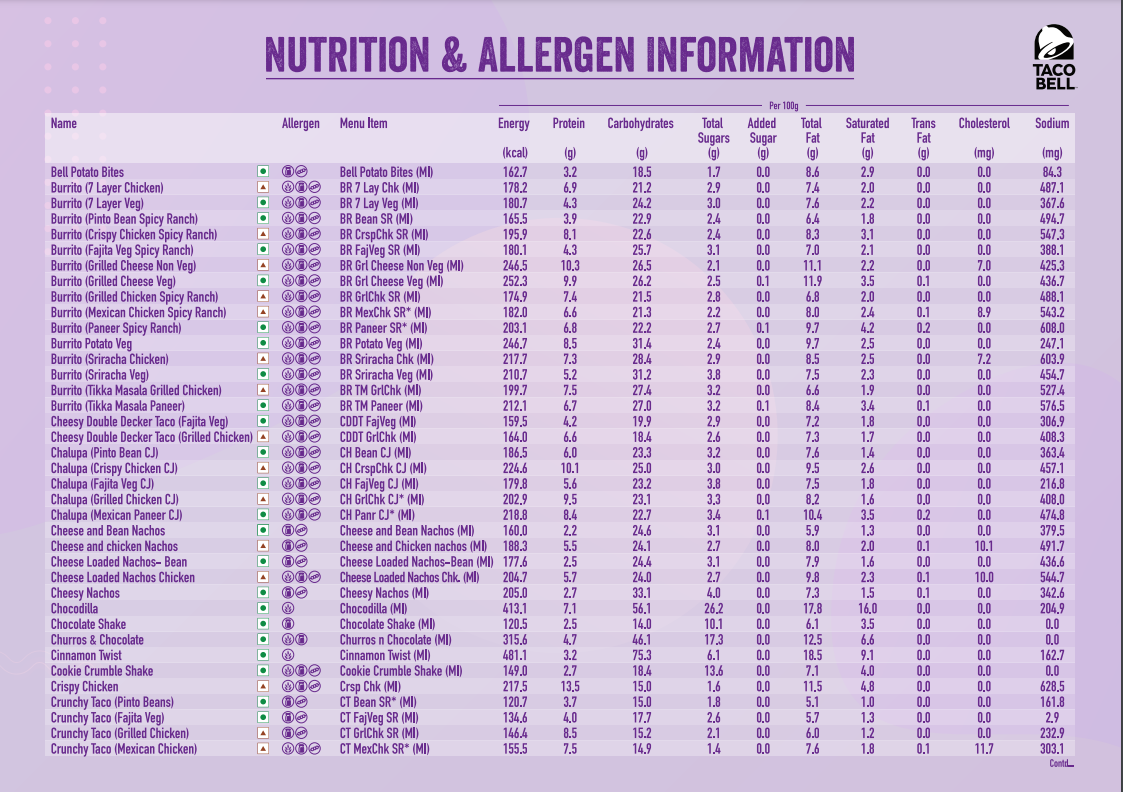 NUTRITION & ALLERGEN INFORMATION
TACO
BELL
Per 100g
Name Allergen Menu Item Energy Protein Carbohydrates Total Sugars Added Sugar Total Fat Saturated Fat Trans Fat Cholesterol Sodium
(kcal) (g) (g) (g) (g) (g) (g) (g) (mg) (mg)
Bell Potato Bites Bell Potato Bites (MI) 162.7 3.2 18.5 1.7 0.0 8.6 2.9 0.0 0.0 84.3
Burrito (7 Layer Chicken) BR 7 Lay Chk (MI) 178.2 6.9 21.2 2.9 0.0 7.4 2.0 0.0 0.0 487.1
Burrito (7 Layer Veg) BR 7 Lay Veg (MI) 180.7 4.3 24.2 3.0 0.0 7.6 2.2 0.0 0.0 367.6
Burrito (Pinto Bean Spicy Ranch) BR Bean SR (MI) 165.5 3.9 22.9 2.4 0.0 6.4 1.8 0.0 0.0 494.7
Burrito (Crispy Chicken Spicy Ranch) BR CrspChk SR (MI) 195.9 8.1 22.6 2.4 0.0 8.3 3.1 0.0 0.0 547.3
Burrito (Fajita Veg Spicy Ranch) BR FajVeg SR (MI) 180.1 4.3 25.7 3.1 0.0 7.0 2.1 0.0 0.0 388.1
Burrito (Grilled Cheese Non Veg) BR Grl Cheese Non Veg (MI) 246.5 10.3 26.5 2.1 0.0 11.1 2.2 0.0 7.0 425.3
Burrito (Grilled Cheese Veg) BR Grl Cheese Veg (MI) 252.3 9.9 26.2 2.5 0.1 11.9 3.5 0.1 0.0 436.7
Burrito (Grilled Chicken Spicy Ranch) BR GrlChk SR (MI) 174.9 7.4 21.5 2.8 0.0 6.8 2.0 0.0 0.0 488.1
Burrito (Mexican Chicken Spicy Ranch) BR MexChk SR* (MI) 182.0 6.6 21.3 2.2 0.0 8.0 2.4 0.1 8.9 543.2
Burrito (Paneer Spicy Ranch) BR Paneer SR* (MI) 203.1 6.8 22.2 2.7 0.1 9.7 4.2 0.2 0.0 608.0
Burrito Potato Veg BR Potato Veg (MI) 246.7 8.5 31.4 2.4 0.0 9.7 2.5 0.0 0.0 247.1
Burrito (Sriracha Chicken) BR Sriracha Chk (MI) 217.7 7.3 28.4 2.9 0.0 8.5 2.5 0.0 7.2 603.9
Burrito (Sriracha Veg) BR Sriracha Veg (MI) 210.7 5.2 31.2 3.8 0.0 7.5 2.3 0.0 0.0 454.7
Burrito (Tikka Masala Grilled Chicken) BR TM GrlChk (MI) 199.7 7.5 27.4 3.2 0.0 6.6 1.9 0.0 0.0 527.4
Burrito (Tikka Masala Paneer) BR TM Paneer (MI) 212.1 6.7 27.0 3.2 0.1 8.4 3.4 0.1 0.0 576.5
Cheesy Double Decker Taco (Fajita Veg) CDDT FajVeg (MI) 159.5 4.2 19.9 2.9 0.0 7.2 1.8 0.0 0.0 306.9
Cheesy Double Decker Taco (Grilled Chicken) CDDT GrlChk (MI) 164.0 6.6 18.4 2.6 0.0 7.3 1.7 0.0 0.0 408.3
Chalupa (Pinto Bean CJ) CH Bean CJ (MI) 186.5 6.0 23.3 3.2 0.0 7.6 1.4 0.0 0.0 363.4
Chalupa (Crispy Chicken CJ) CH CrspChk CJ (MI) 224.6 10.1 25.0 3.0 0.0 9.5 2.6 0.0 0.0 457.1
Chalupa (Fajita Veg CJ) CH FajVeg CJ (MI) 179.8 5.6 23.2 3.8 0.0 7.5 1.8 0.0 0.0 216.8
Chalupa (Grilled Chicken CJ) CH GrlChk CJ* (MI) 202.9 9.5 23.1 3.3 0.0 8.2 1.6 0.0 0.0 408.0
Chalupa (Mexican Paneer CJ) CH Panr CJ* (MI) 218.8 8.4 22.7 3.4 0.1 10.4 3.5 0.2 0.0 474.8
Cheese and Bean Nachos Cheese and Bean Nachos (MI) 160.0 2.2 24.6 3.1 0.0 5.9 1.3 0.0 0.0 379.5
Cheese and chicken Nachos Cheese and Chicken nachos (MI) 188.3 5.5 24.1 2.7 0.0 8.0 2.0 0.1 10.1 491.7
Cheese Loaded Nachos– Bean Cheese Loaded Nachos–Bean (MI) 177.6 2.5 24.4 3.1 0.0 7.9 1.6 0.0 0.0 436.6
Cheese Loaded Nachos Chicken Cheese Loaded Nachos Chk. (MI) 204.7 5.7 24.0 2.7 0.0 9.8 2.3 0.1 10.0 544.7
Cheesy Nachos Cheesy Nachos (MI) 205.0 2.7 33.1 4.0 0.0 7.3 1.5 0.1 0.0 342.6
Chocodilla Chocodilla (MI) 413.1 7.1 56.1 26.2 0.0 17.8 16.0 0.0 0.0 204.9
Chocolate Shake Chocolate Shake (MI) 120.5 2.5 14.0 10.1 0.0 6.1 3.5 0.0 0.0 0.0
Churros & Chocolate Churros n Chocolate (MI) 315.6 4.7 46.1 17.3 0.0 12.5 6.6 0.0 0.0 0.0
Cinnamon Twist Cinnamon Twist (MI) 481.1 3.2 75.3 6.1 0.0 18.5 9.1 0.0 0.0 162.7
Cookie Crumble Shake Cookie Crumble Shake (MI) 149.0 2.7 18.4 13.6 0.0 7.1 4.0 0.0 0.0 0.0
Crispy Chicken Crsp Chk (MI) 217.5 13.5 15.0 1.6 0.0 11.5 4.8 0.0 0.0 628.5
Crunchy Taco (Pinto Beans) CT Bean SR* (MI) 120.7 3.7 15.0 1.8 0.0 5.1 1.0 0.0 0.0 161.8
Crunchy Taco (Fajita Veg) CT FajVeg SR (MI) 134.6 4.0 17.7 2.6 0.0 5.7 1.3 0.0 0.0 2.9
Crunchy Taco (Grilled Chicken) CT GrlChk SR (MI) 146.4 8.5 15.2 2.1 0.0 6.0 1.2 0.0 0.0 232.9
Crunchy Taco (Mexican Chicken) CT MexChk SR* (MI) 155.5 7.5 14.9 1.4 0.0 7.6 1.8 0.1 11.7 303.1
Contd...